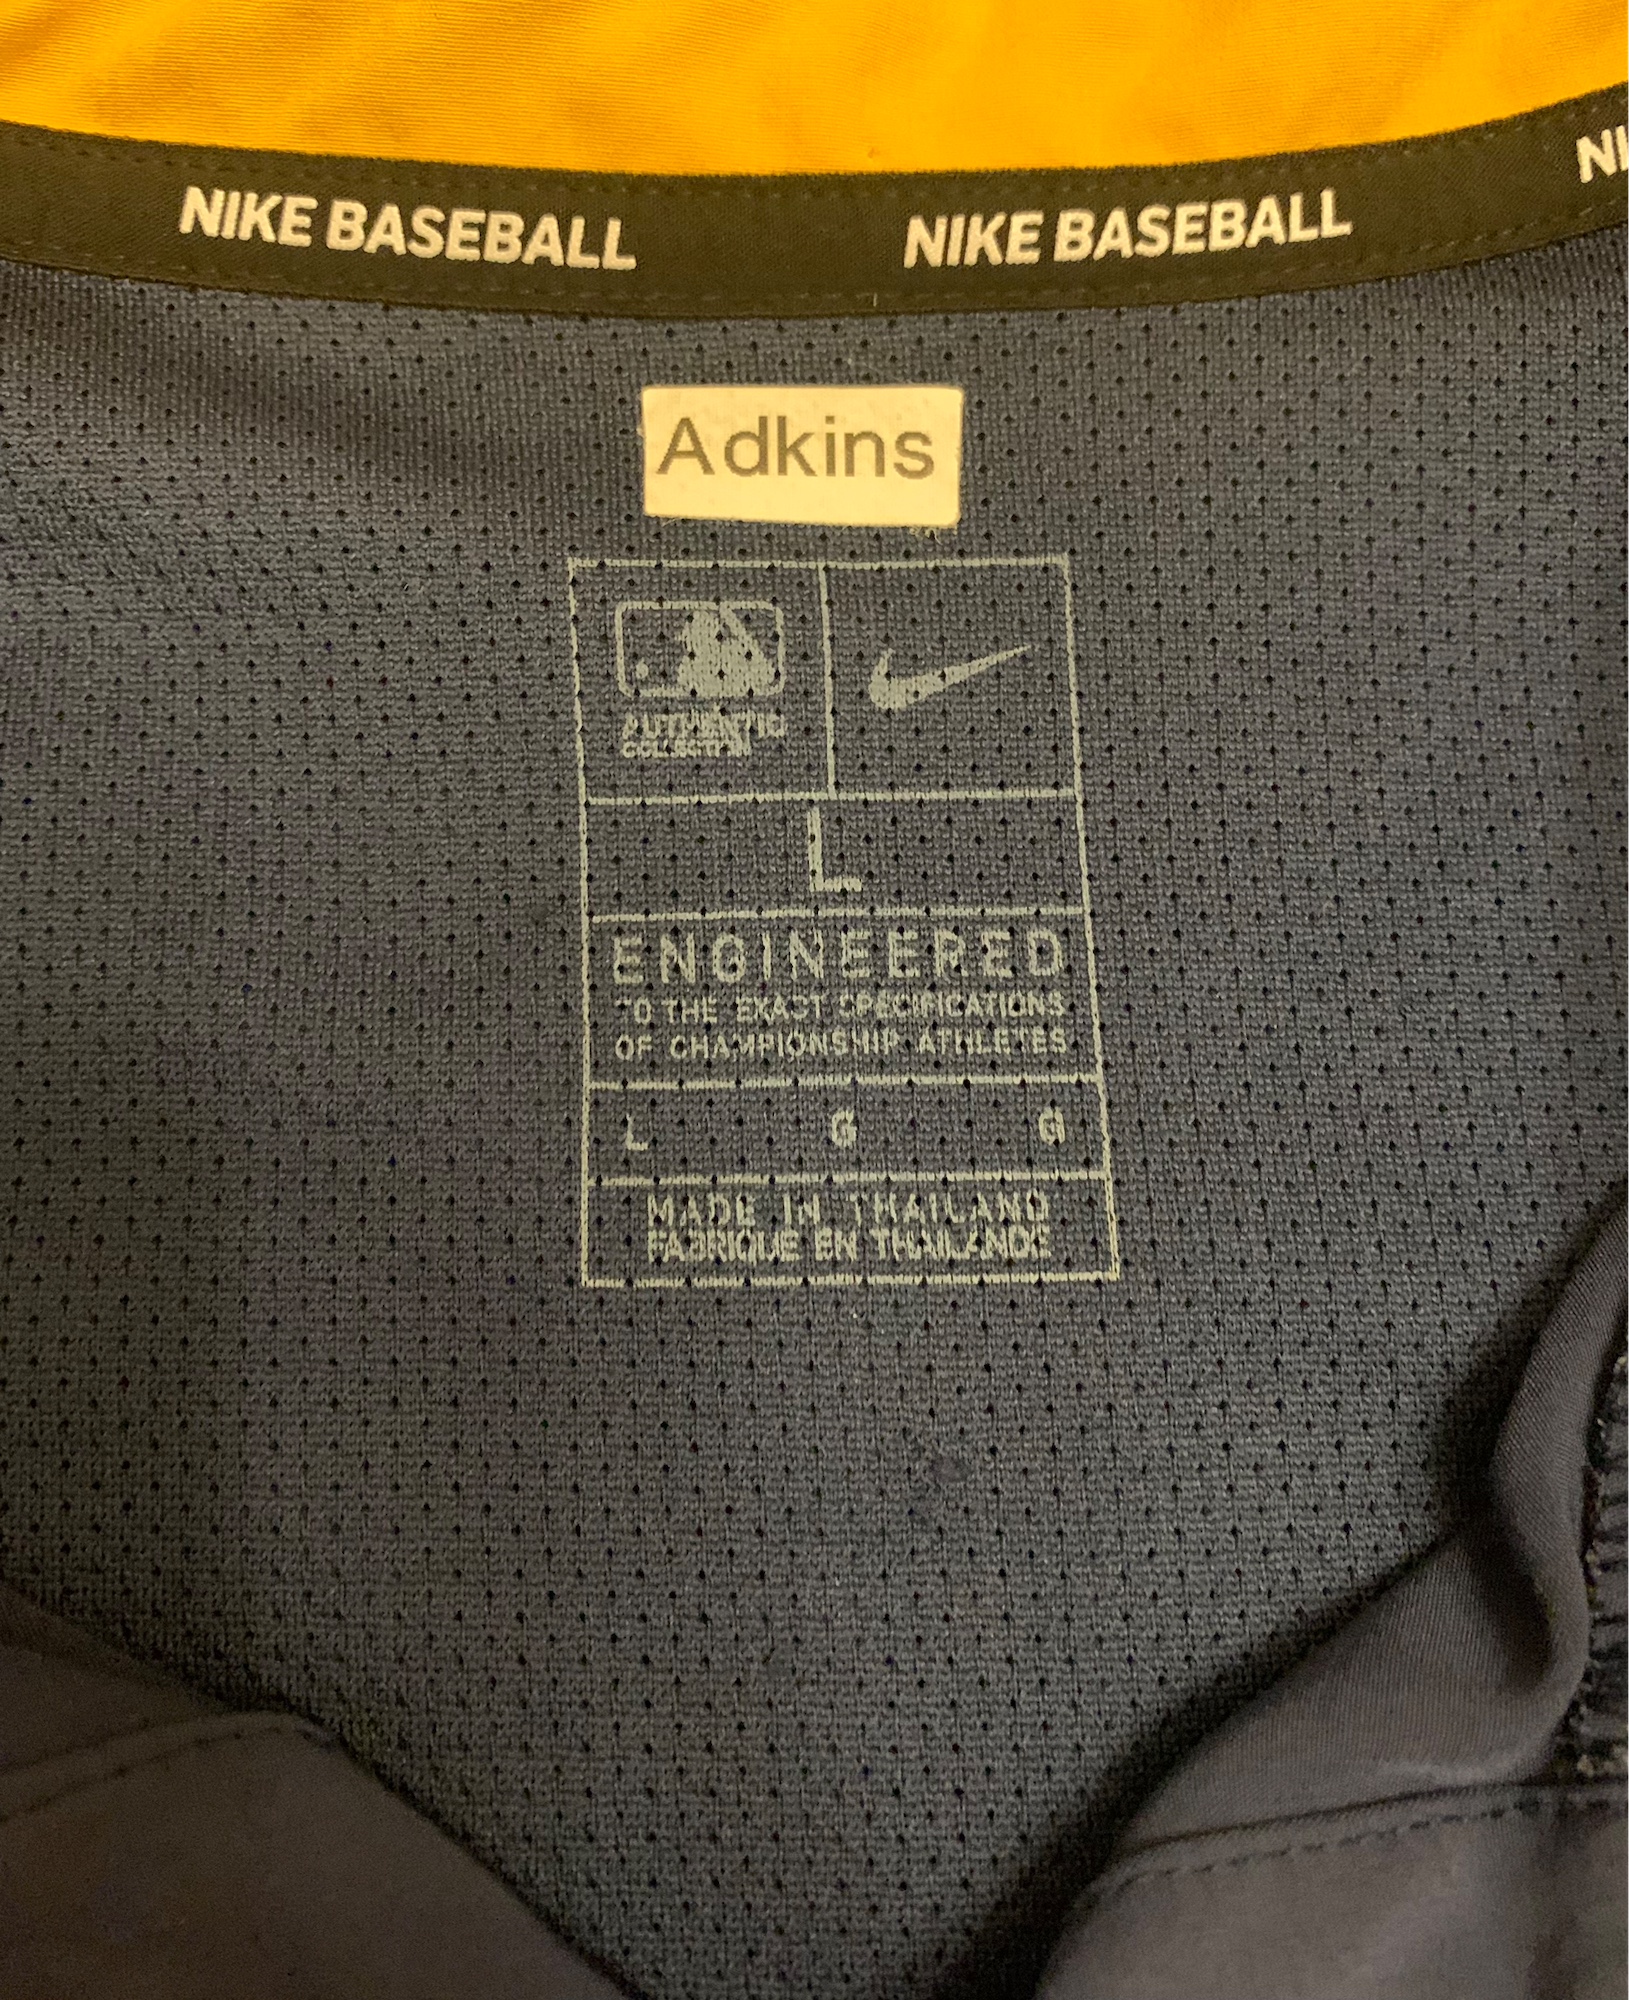 NIKE BASEBALL NIKE BASEBALL NI
Adkins
AUTHENTIC
COLLECTION
L
ENGINEERED
TO THE EXACT SPECIFICATIONS
OF CHAMPIONSHIP ATHLETES
L G G
MADE IN THAILAND
FABRIQUE EN THAILANDE